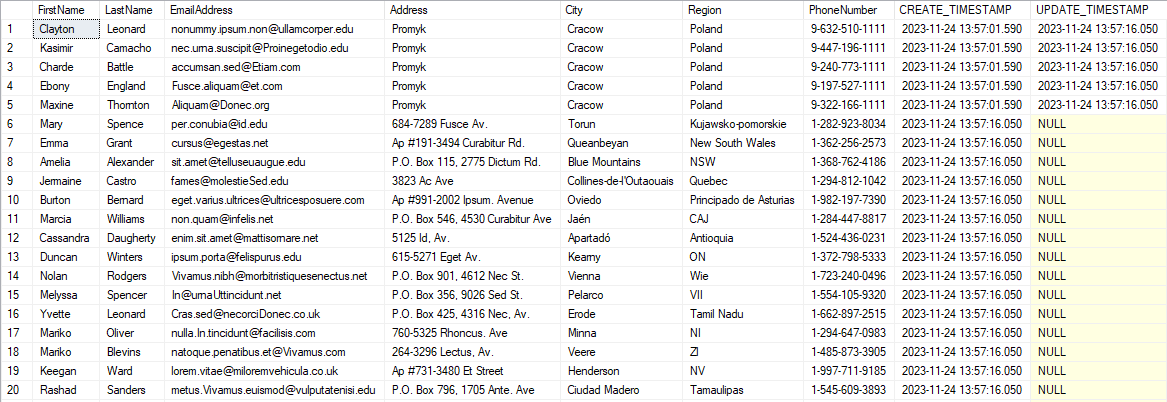 FirstName LastName EmailAddress Address City Region PhoneNumber CREATE_TIMESTAMP UPDATE_TIMESTAMP
1 Clayton Leonard nonummy.ipsum.non@ullamcorper.edu Promyk Cracow Poland 9-632-510-1111 2023-11-24 13:57:01.590 2023-11-24 13:57:16.050
2 Kasimir Camacho nec.urna.suscipit@Proinegetodio.edu Promyk Cracow Poland 9-447-196-1111 2023-11-24 13:57:01.590 2023-11-24 13:57:16.050
3 Charde Battle accumsan.sed@Etiam.com Promyk Cracow Poland 9-240-773-1111 2023-11-24 13:57:01.590 2023-11-24 13:57:16.050
4 Ebony England Fusce.aliquam@et.com Promyk Cracow Poland 9-197-527-1111 2023-11-24 13:57:01.590 2023-11-24 13:57:16.050
5 Maxine Thornton Aliquam@Donec.org Promyk Cracow Poland 9-322-166-1111 2023-11-24 13:57:01.590 2023-11-24 13:57:16.050
6 Mary Spence per.conubia@id.edu 684-7289 Fusce Av. Torun Kujawsko-pomorskie 1-282-923-8034 2023-11-24 13:57:16.050 NULL
7 Emma Grant cursus@egestas.net Ap #191-3494 Curabitur Rd. Queanbeyan New South Wales 1-362-256-2573 2023-11-24 13:57:16.050 NULL
8 Amelia Alexander sit.amet@telluseuaugue.edu P.O. Box 115, 2775 Dictum Rd. Blue Mountains NSW 1-368-762-4186 2023-11-24 13:57:16.050 NULL
9 Jermaine Castro fames@molestieSed.edu 3823 Ac Ave Collines-de-l'Outaouais Quebec 1-294-812-1042 2023-11-24 13:57:16.050 NULL
10 Burton Bernard eget.varius.ultrices@ultricesposuere.com Ap #991-2002 Ipsum. Avenue Oviedo Principado de Asturias 1-982-197-7390 2023-11-24 13:57:16.050 NULL
11 Marcia Williams non.quam@infelis.net P.O. Box 546, 4530 Curabitur Ave Jaén CAJ 1-284-447-8817 2023-11-24 13:57:16.050 NULL
12 Cassandra Daugherty enim.sit.amet@mattisornare.net 5125 Id, Av. Apartadó Antioquia 1-524-436-0231 2023-11-24 13:57:16.050 NULL
13 Duncan Winters ipsum.porta@felispurus.edu 615-5271 Eget Av. Kearny ON 1-372-798-5333 2023-11-24 13:57:16.050 NULL
14 Nolan Rodgers Vivamus.nibh@morbitristiquesenectus.net P.O. Box 901, 4612 Nec St. Vienna Wie 1-723-240-0496 2023-11-24 13:57:16.050 NULL
15 Melyssa Spencer In@urnaUttincidunt.net P.O. Box 356, 9026 Sed St. Pelarco VII 1-554-105-9320 2023-11-24 13:57:16.050 NULL
16 Yvette Leonard Cras.sed@necorciDonec.co.uk P.O. Box 425, 4316 Nec, Av. Erode Tamil Nadu 1-662-897-2515 2023-11-24 13:57:16.050 NULL
17 Mariko Oliver nulla.In.tincidunt@facilisis.com 760-5325 Rhoncus. Ave Minna NI 1-294-647-0983 2023-11-24 13:57:16.050 NULL
18 Mariko Blevins natoque.penatibus.et@Vivamus.com 264-3296 Lectus, Av. Veere ZI 1-485-873-3905 2023-11-24 13:57:16.050 NULL
19 Keegan Ward lorem.vitae@miloremvehicula.co.uk Ap #731-3480 Et Street Henderson NV 1-997-711-9185 2023-11-24 13:57:16.050 NULL
20 Rashad Sanders metus.Vivamus.euismod@vulputatenisi.edu P.O. Box 796, 1705 Ante. Ave Ciudad Madero Tamaulipas 1-545-609-3893 2023-11-24 13:57:16.050 NULL